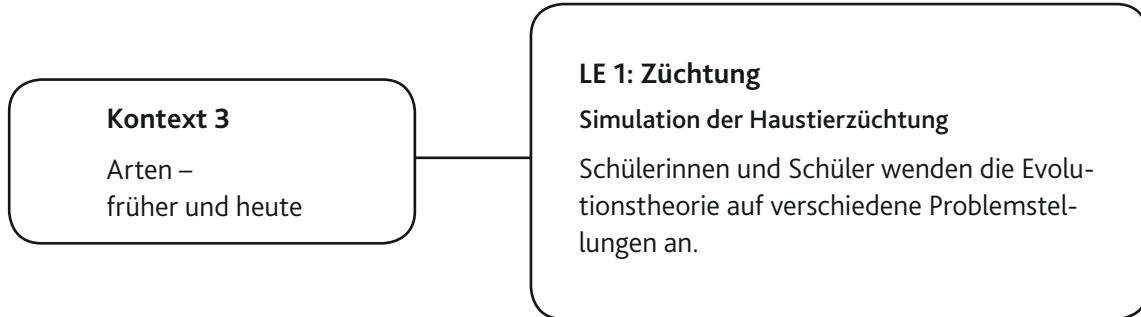 Kontext 3
Arten –
früher und heute
LE 1: Züchtung
Simulation der Haustierzüchtung
Schülerinnen und Schüler wenden die Evolu-
tionstheorie auf verschiedene Problemstel-
lungen an.